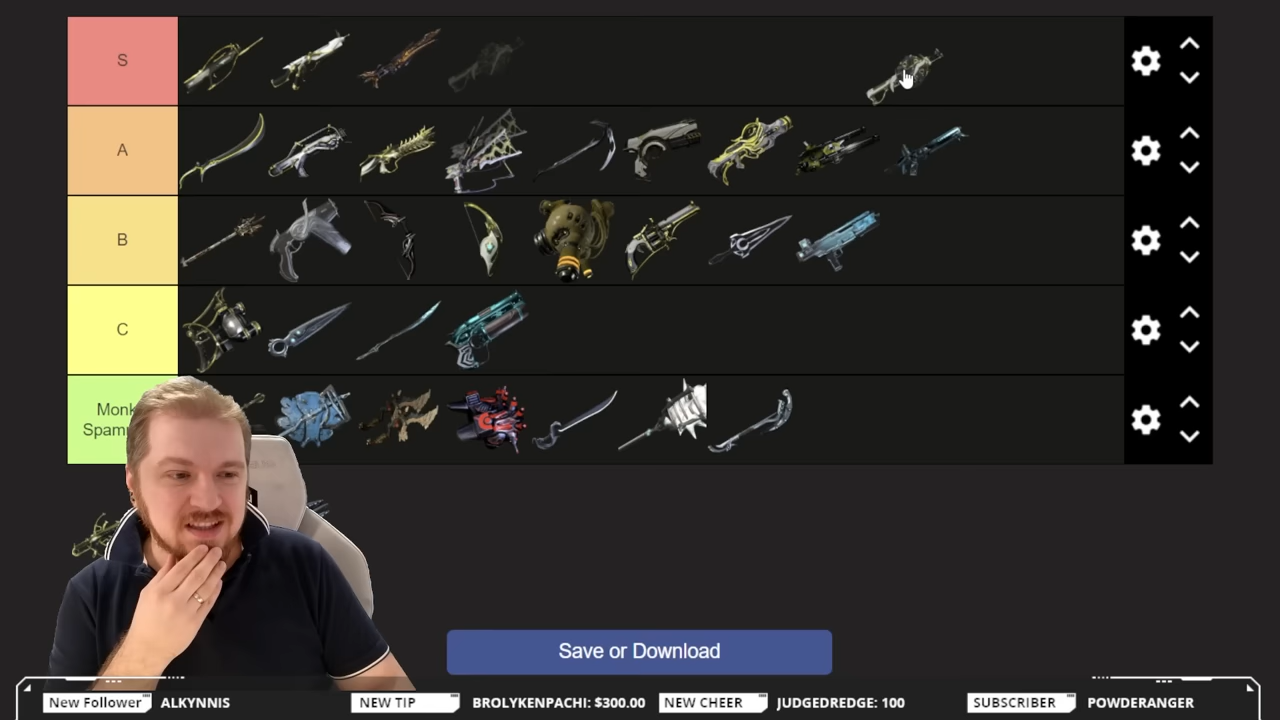 S
A
B
C
Monk
Spam
Save or Download
New Follower ALKYNNIS NEW TIP BROLYKENPACHI: $300.00 NEW CHEER JUDGEDREDGE: 100 SUBSCRIBER POWDERANGER